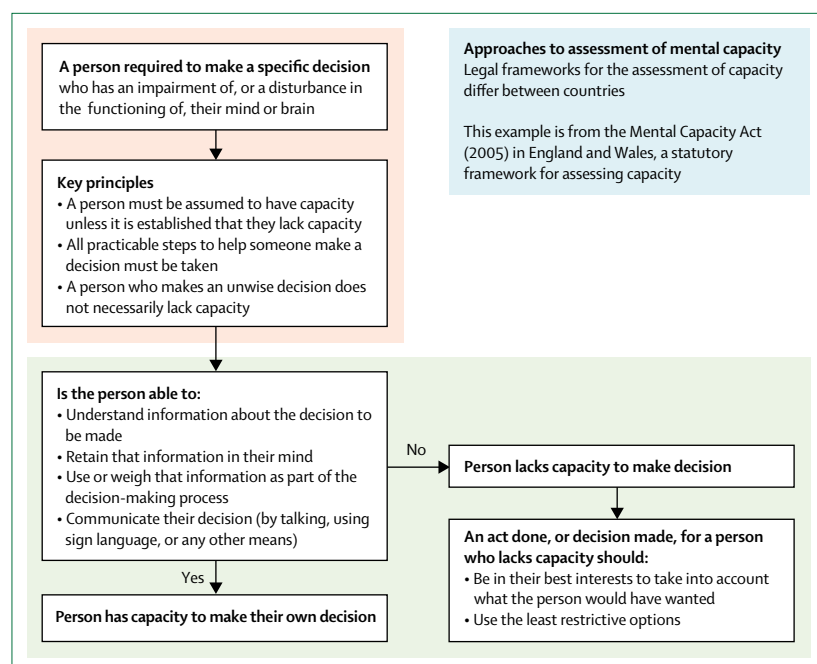 A person required to make a specific decision
who has an impairment of, or a disturbance in
the functioning of, their mind or brain
Key principles
• A person must be assumed to have capacity
unless it is established that they lack capacity
• All practicable steps to help someone make a
decision must be taken
• A person who makes an unwise decision does
not necessarily lack capacity
Approaches to assessment of mental capacity
Legal frameworks for the assessment of capacity
differ between countries
This example is from the Mental Capacity Act
(2005) in England and Wales, a statutory
framework for assessing capacity
Is the person able to:
• Understand information about the decision to
be made
• Retain that information in their mind
• Use or weigh that information as part of the
decision-making process
• Communicate their decision (by talking, using
sign language, or any other means)
No
Person lacks capacity to make decision
An act done, or decision made, for a person
who lacks capacity should:
• Be in their best interests to take into account
what the person would have wanted
• Use the least restrictive options
Yes
Person has capacity to make their own decision